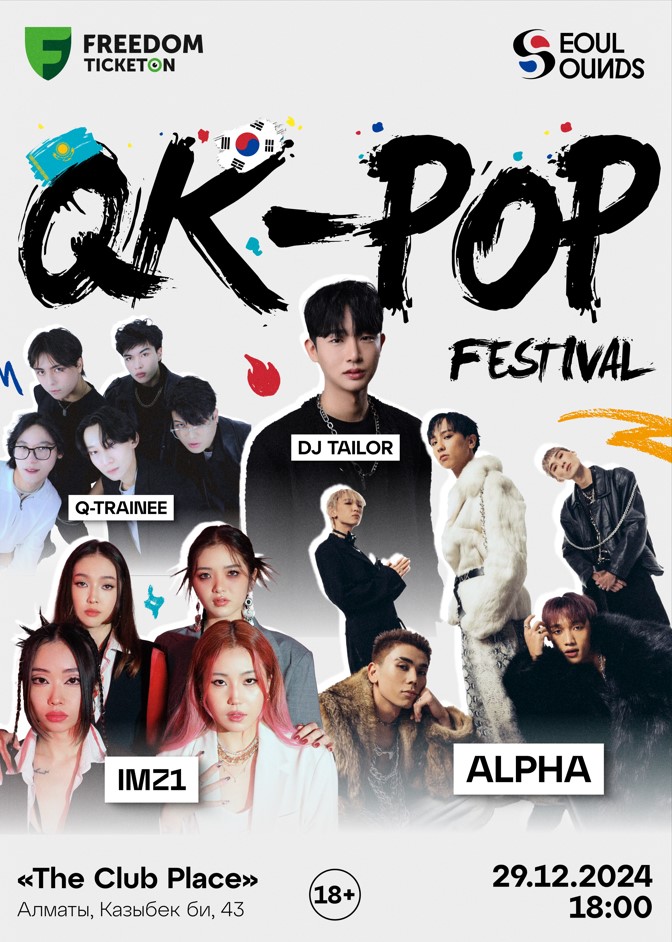 FREEDOM
TICKETON
SEOUL
SOUNDS
QK-POP
FESTIVAL
DJ TAILOR
Q-TRAINEE
IMZ1
ALPHA
«The Club Place»
Алматы, Казыбек би, 43
18+
29.12.2024
18:00